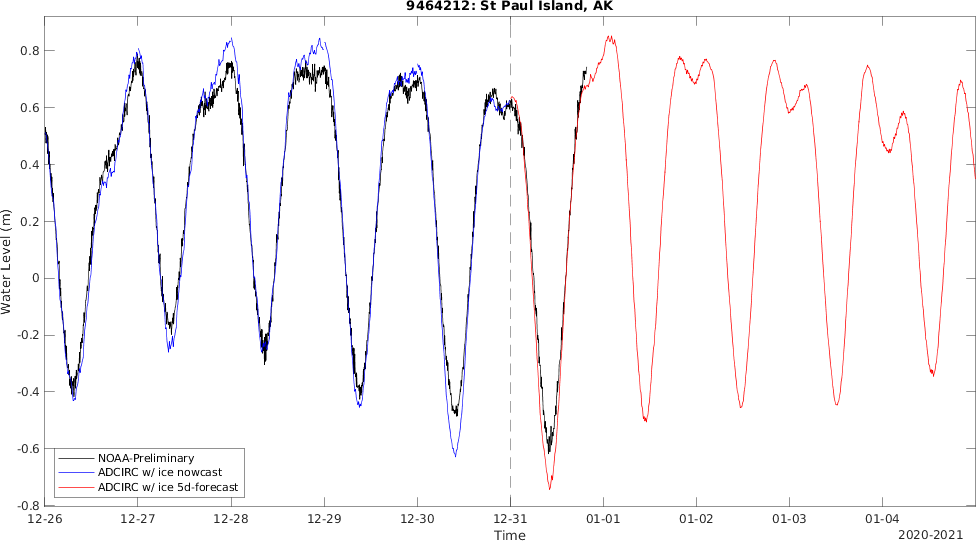 9464212: St Paul Island, AK
0.8
0.6
0.4
0.2
0
-0.2
-0.4
-0.6
-0.8
Water Level (m)
NOAA-Preliminary
ADCIRC w/ ice nowcast
ADCIRC w/ ice 5d-forecast
12-26 12-27 12-28 12-29 12-30 12-31 01-01 01-02 01-03 01-04
Time
2020-2021